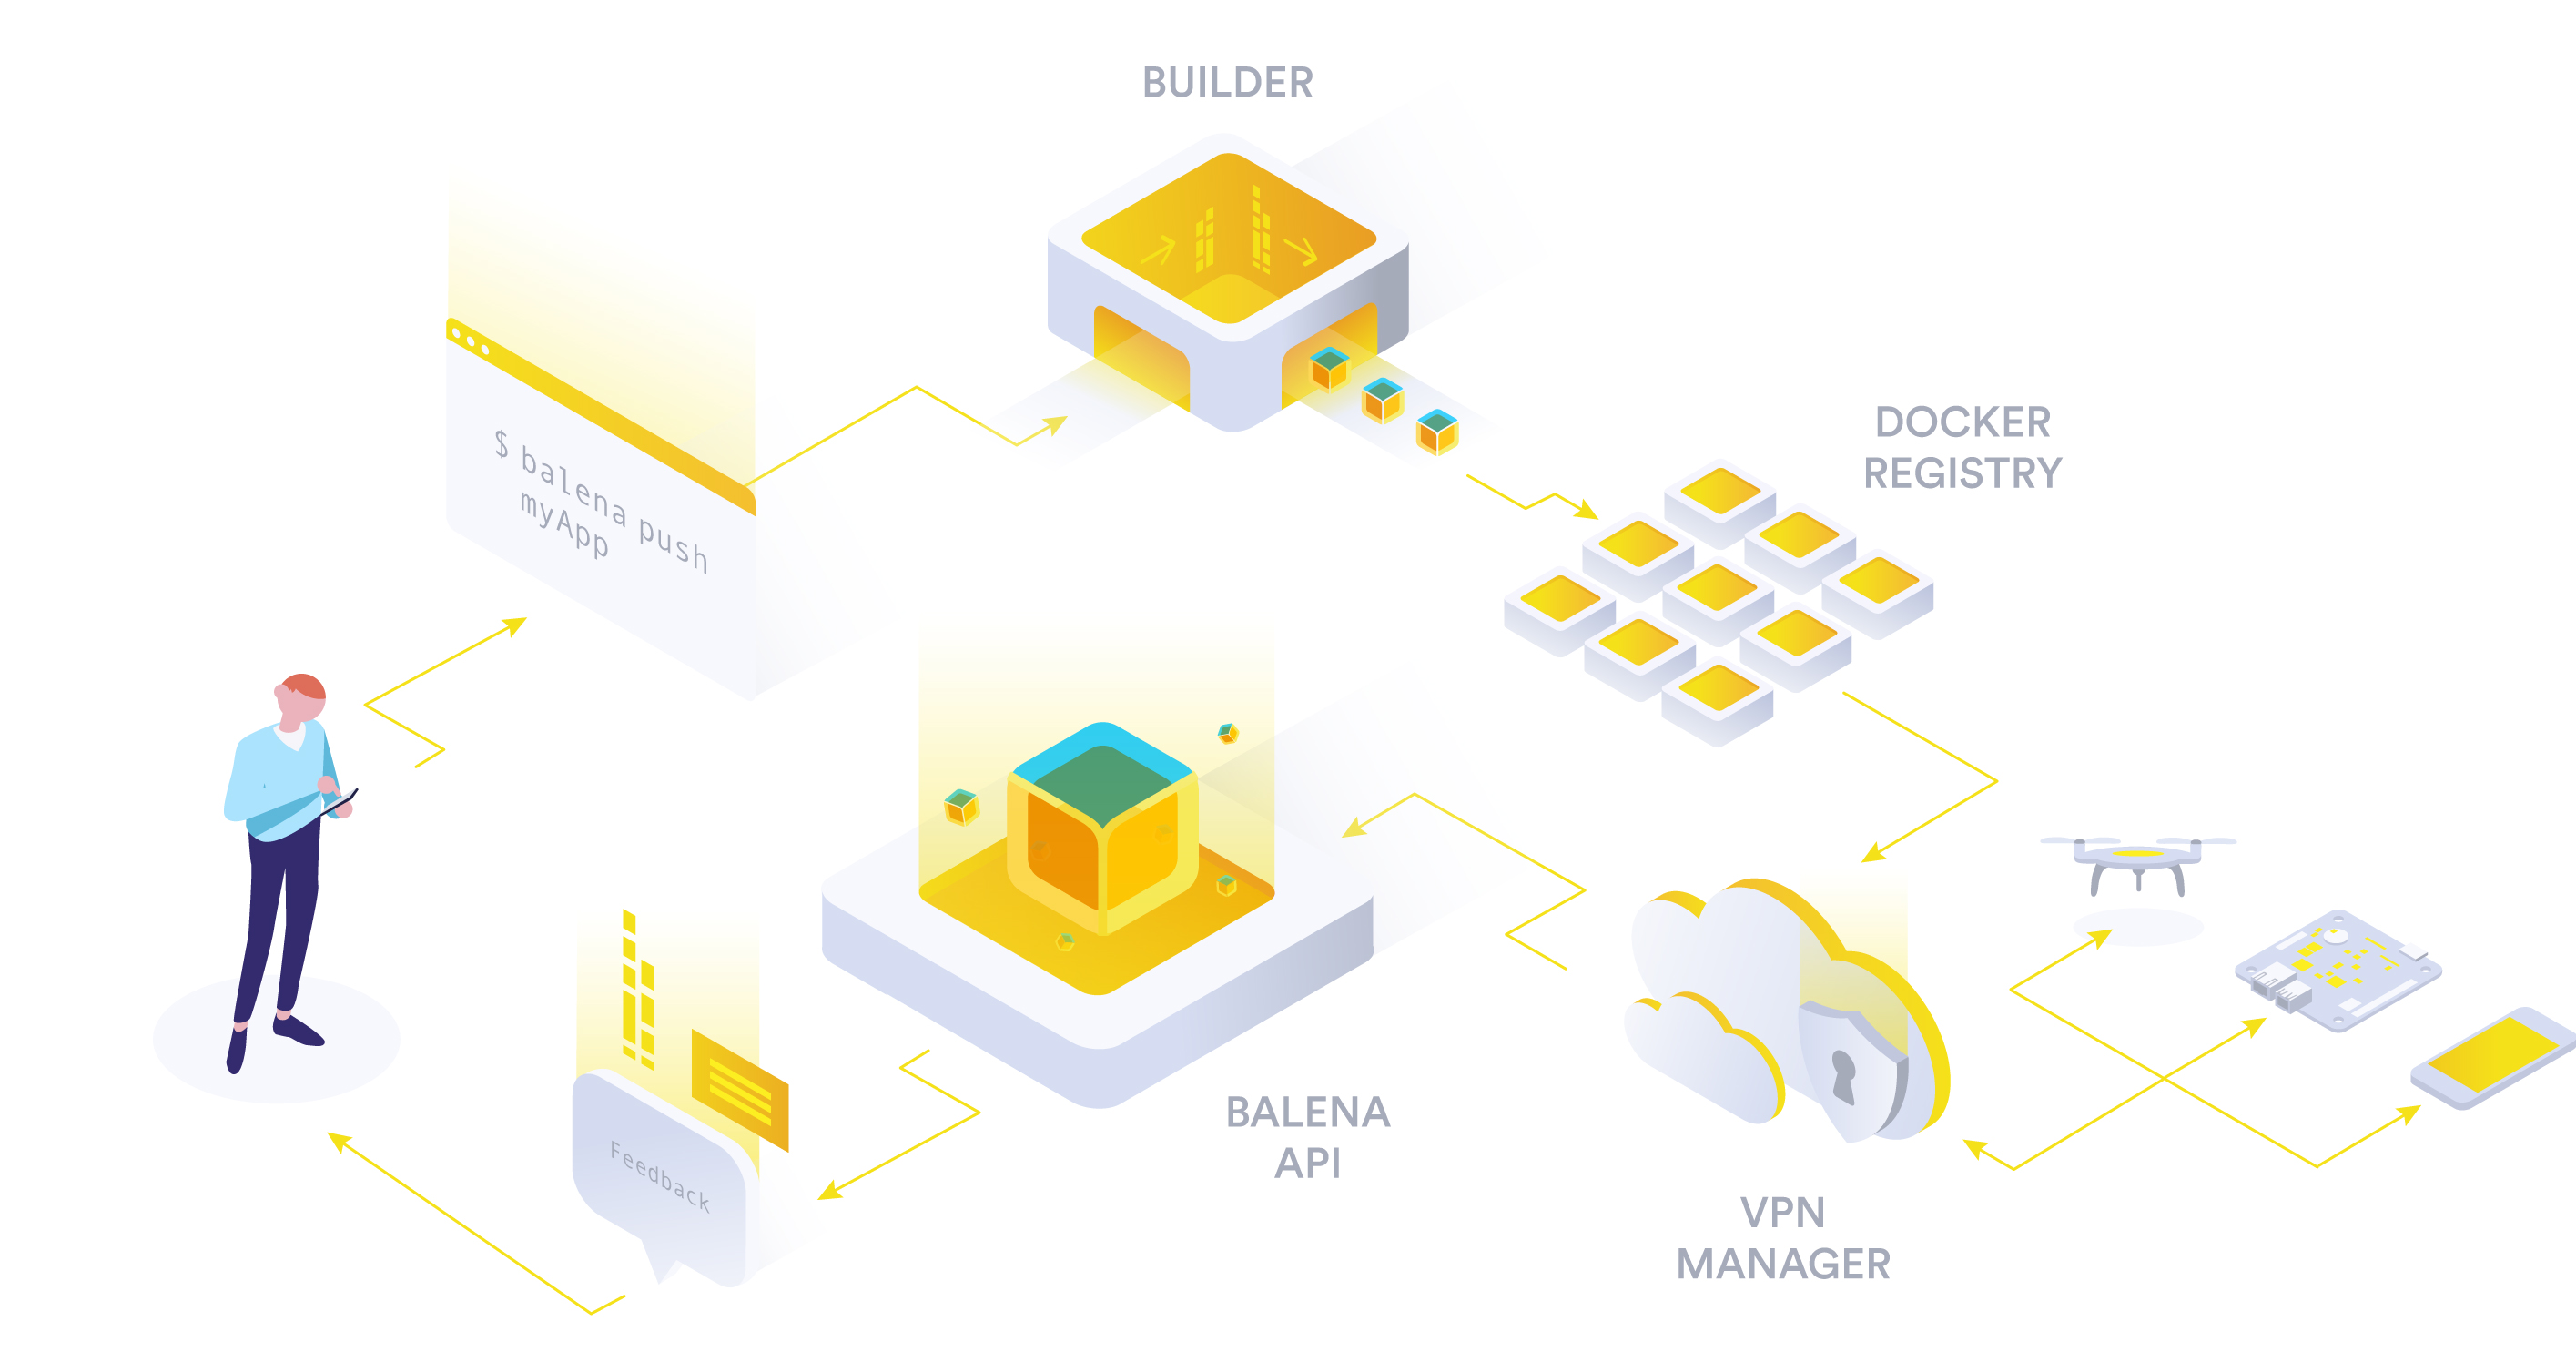 BUILDER
$ balena push
myApp
DOCKER
REGISTRY
BALENA
API
Feedback
VPN
MANAGER